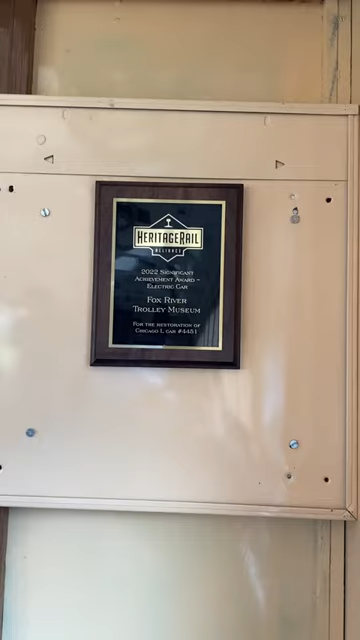 HERITAGERAIL
ALLIANCE
2022 SIGNIFICANT
ACHIEVEMENT AWARD ~
ELECTRIC CAR
FOX RIVER
TROLLEY MUSEUM
FOR THE RESTORATION OF
CHICAGO L CAR #4451